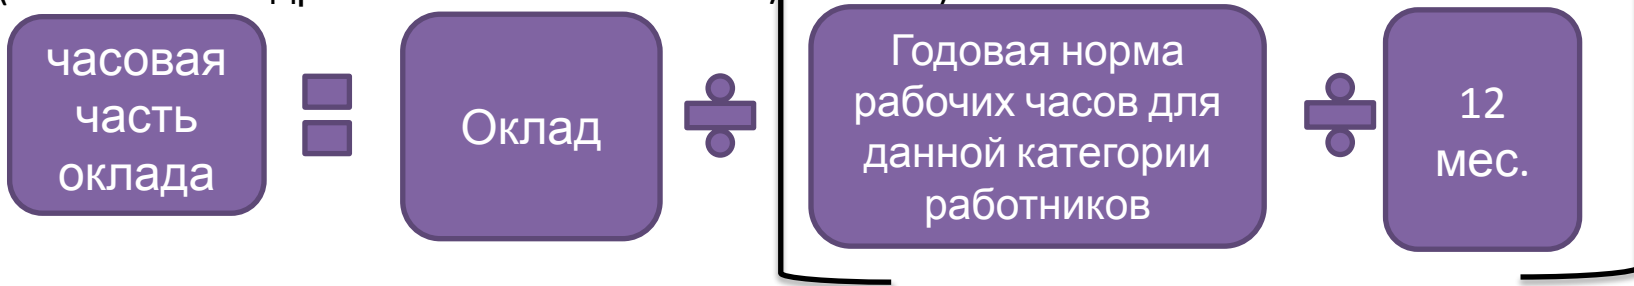 часовая
часть
оклада
Оклад
Годовая норма
рабочих часов для
данной категории
работников
12
мес.